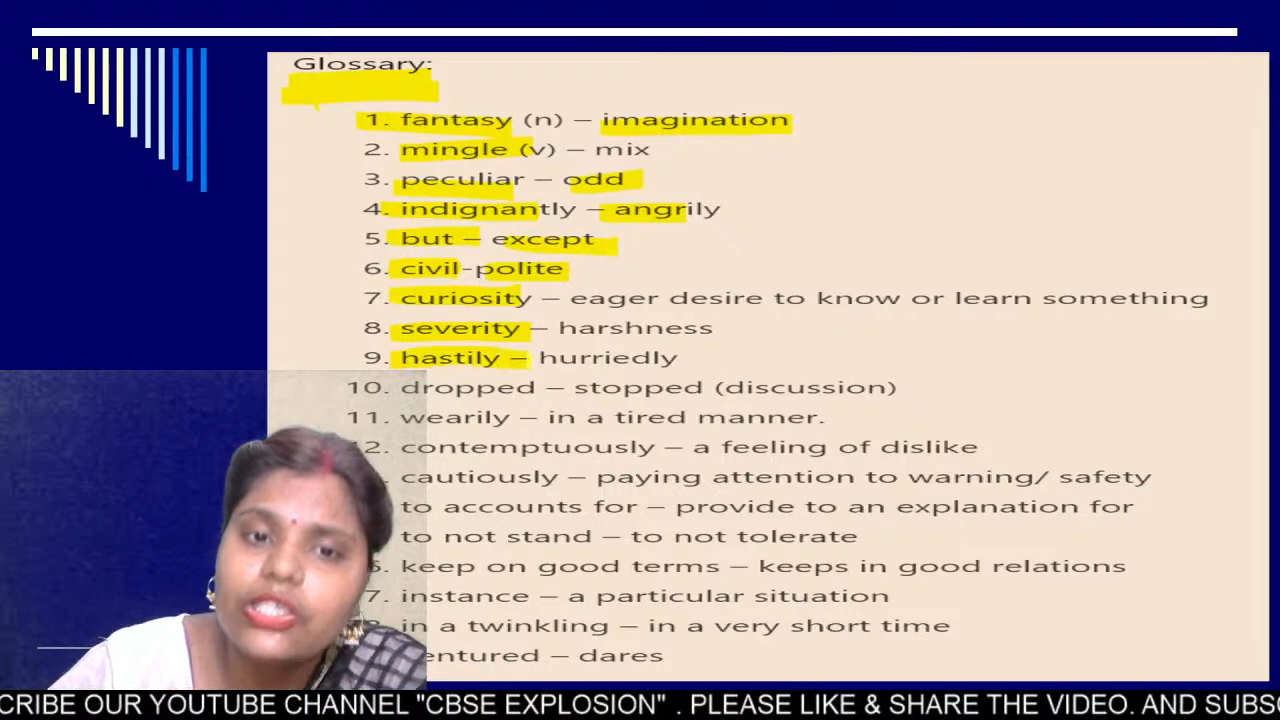 Glossary:
1. fantasy (n) – imagination
2. mingle (v) – mix
3. peculiar – odd
4. indignantly – angrily
5. but – except
6. civil-polite
7. curiosity – eager desire to know or learn something
8. severity – harshness
9. hastily – hurriedly
10. dropped – stopped (discussion)
11. wearily – in a tired manner.
12. contemptuously – a feeling of dislike
cautiously – paying attention to warning/ safety
to accounts for – provide to an explanation for
to not stand – to not tolerate
keep on good terms – keeps in good relations
7. instance – a particular situation
in a twinkling – in a very short time
entured – dares
CRIBE OUR YOUTUBE CHANNEL "CBSE EXPLOSION" . PLEASE LIKE & SHARE THE VIDEO. AND SUBS